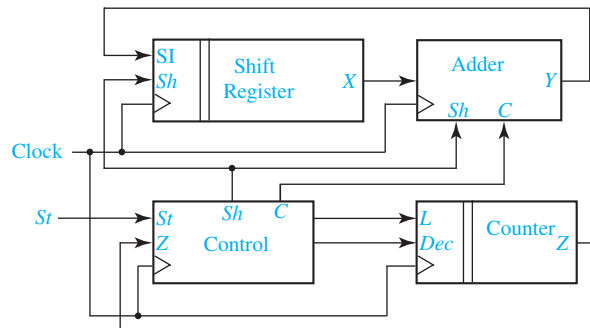 SI
Sh
Shift
Register
X
Adder
Y
Sh
C
Clock
St
St
Sh
C
Z
Control
L
Dec
Counter
Z